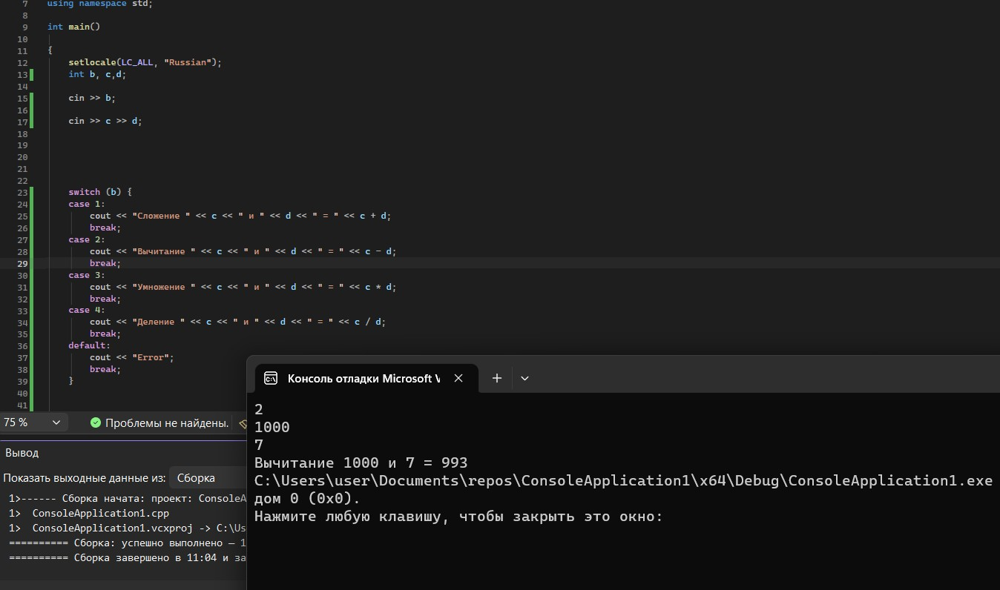 7 using namespace std;
8
9 int main()
10
11 {
12 setlocale(LC_ALL, "Russian");
13 int b, c,d;
14
15 cin >> b;
16
17 cin >> c >> d;
18
19
20
21
22
23 switch (b) {
24 case 1:
25 cout << "Сложение " << c << " и " << d << " = " << c + d;
26 break;
27 case 2:
28 cout << "Вычитание " << c << " и " << d << " = " << c - d;
29 break;
30 case 3:
31 cout << "Умножение " << c << " и " << d << " = " << c * d;
32 break;
33 case 4:
34 cout << "Деление " << c << " и " << d << " = " << c / d;
35 break;
36 default:
37 cout << "Error";
38 break;
39 }
40
41
75 %
Проблемы не найдены.
Вывод
Показать выходные данные из: Сборка
1>------ Сборка начата: проект: ConsoleA
1> ConsoleApplication1.cpp
1> ConsoleApplication1.vcxproj -> C:\Us
========== Сборка: успешно выполнено — 1
========== Сборка завершено в 11:04 и за
Консоль отладки Microsoft V
2
1000
7
Вычитание 1000 и 7 = 993
C:\Users\user\Documents\repos\ConsoleApplication1\x64\Debug\ConsoleApplication1.exe
дом 0 (0x0).
Нажмите любую клавишу, чтобы закрыть это окно: